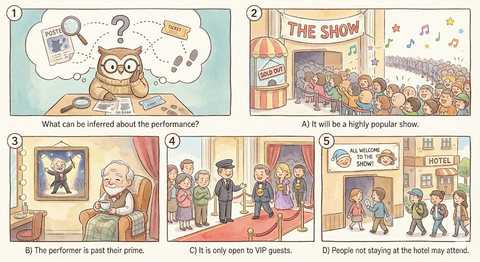 1
POSTE
?
TICKET
What can be inferred about the performance?
2
THE SHOW
SOLD OUT
A) It will be a highly popular show.
3
B) The performer is past their prime.
4
C) It is only open to VIP guests.
5
ALL WELCOME
TO THE
SHOW!
HOTEL
D) People not staying at the hotel may attend.